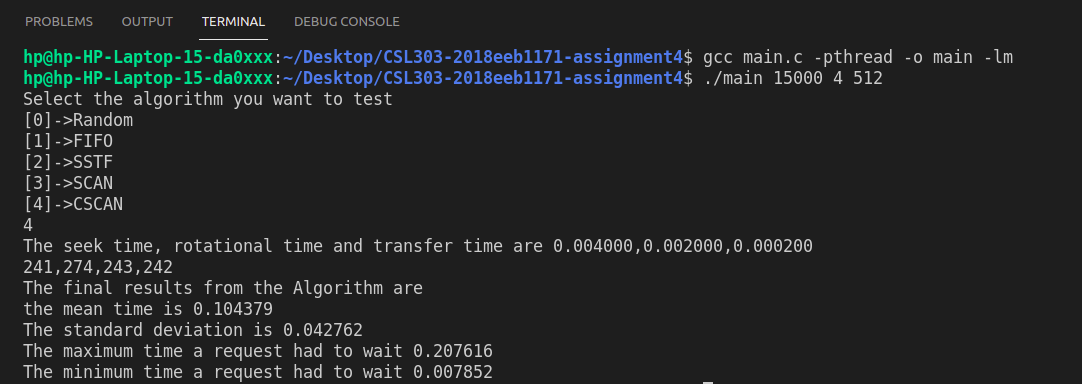 PROBLEMS OUTPUT TERMINAL DEBUG CONSOLE
hp@hp-HP-Laptop-15-da0xxx:~/Desktop/CSL303-2018eeb1171-assignment4$ gcc main.c -pthread -o main -lm
hp@hp-HP-Laptop-15-da0xxx:~/Desktop/CSL303-2018eeb1171-assignment4$ ./main 15000 4 512
Select the algorithm you want to test
[0]->Random
[1]->FIFO
[2]->SSTF
[3]->SCAN
[4]->CSCAN
4
The seek time, rotational time and transfer time are 0.004000,0.002000,0.000200
241,274,243,242
The final results from the Algorithm are
the mean time is 0.104379
The standard deviation is 0.042762
The maximum time a request had to wait 0.207616
The minimum time a request had to wait 0.007852